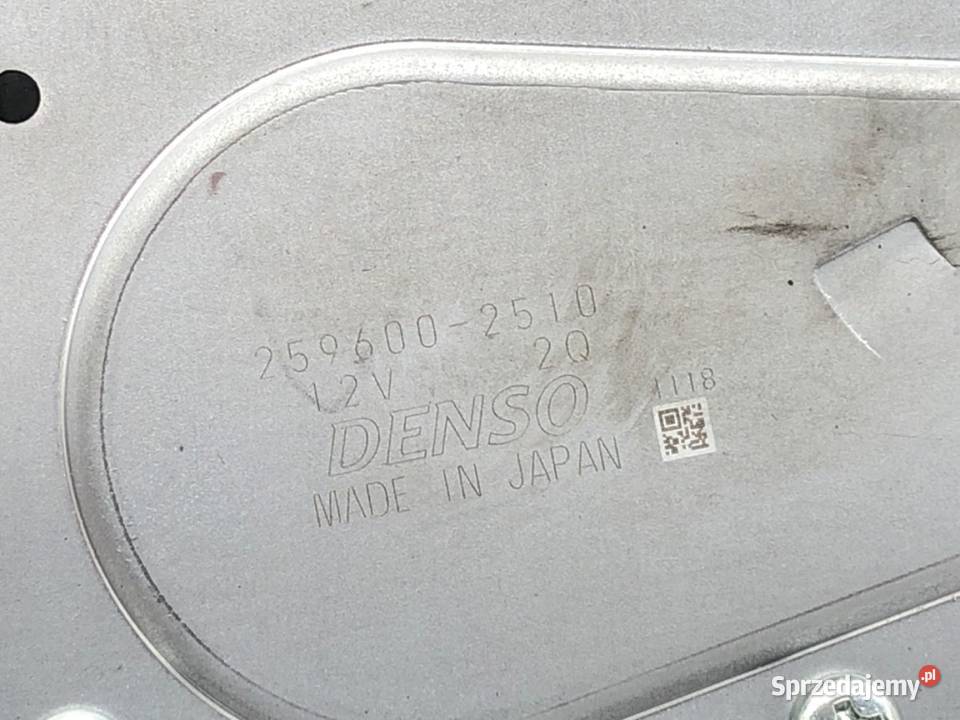 259600-2510
12V 2Q
DENSO 1118
MADE IN JAPAN
Sprzedajemy.pl